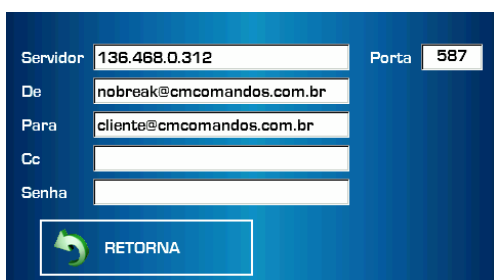 Servidor 136.468.0.312 Porta 587
De nobreak@cmcomandos.com.br
Para cliente@cmcomandos.com.br
Cc
Senha
RETORNA